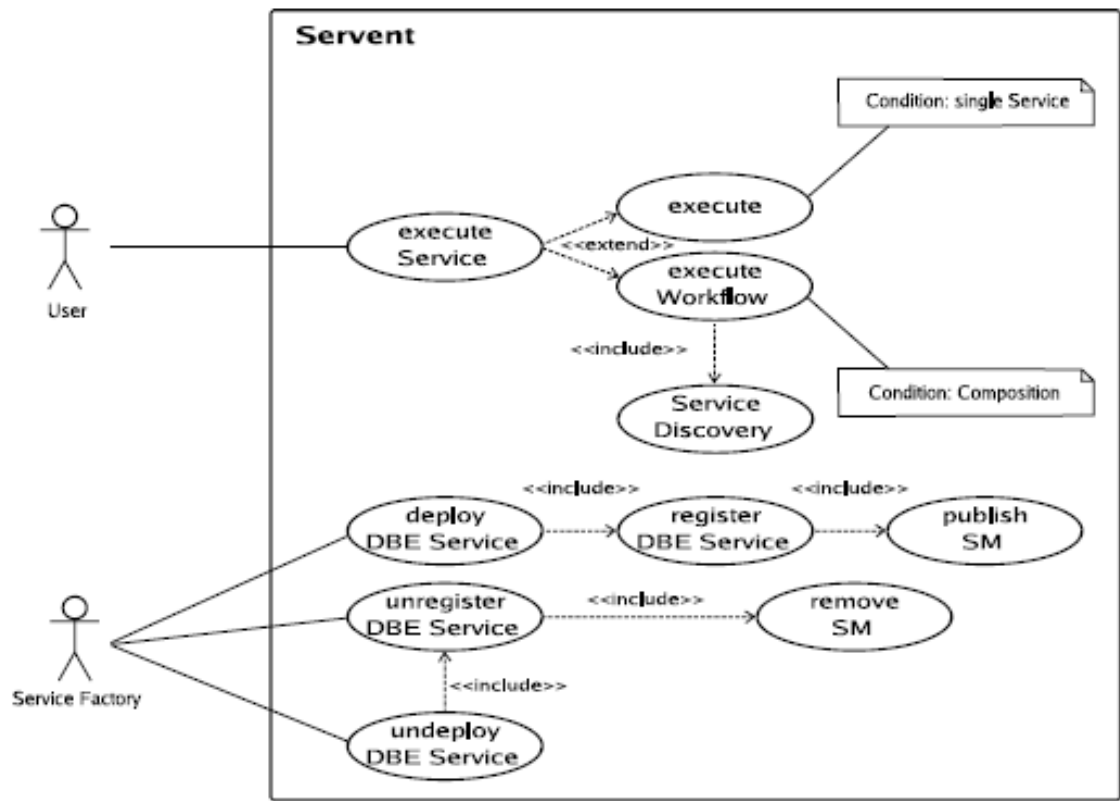 Servent
Condition: single Service
execute
execute
Service
<<extend>>
User
execute
Workflow
<<include>>
Condition: Composition
Service
Discovery
<<include>>
<<include>>
deploy
DBE Service
register
DBE Service
publish
SM
unregister
DBE Service
<<include>>
remove
SM
Service Factory
<<include>>
undeploy
DBE Service